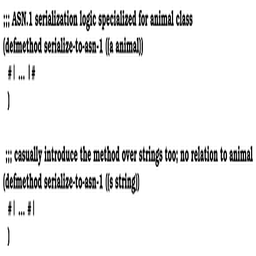 ;;; ASN.1 serialization logic specialized for animal class
(defmethod serialize-to-asn-1 ((a animal))
#| ... |#
)
;;; casually introduce the method over strings too; no relation to animal
(defmethod serialize-to-asn-1 ((s string))
#| ... #|
)